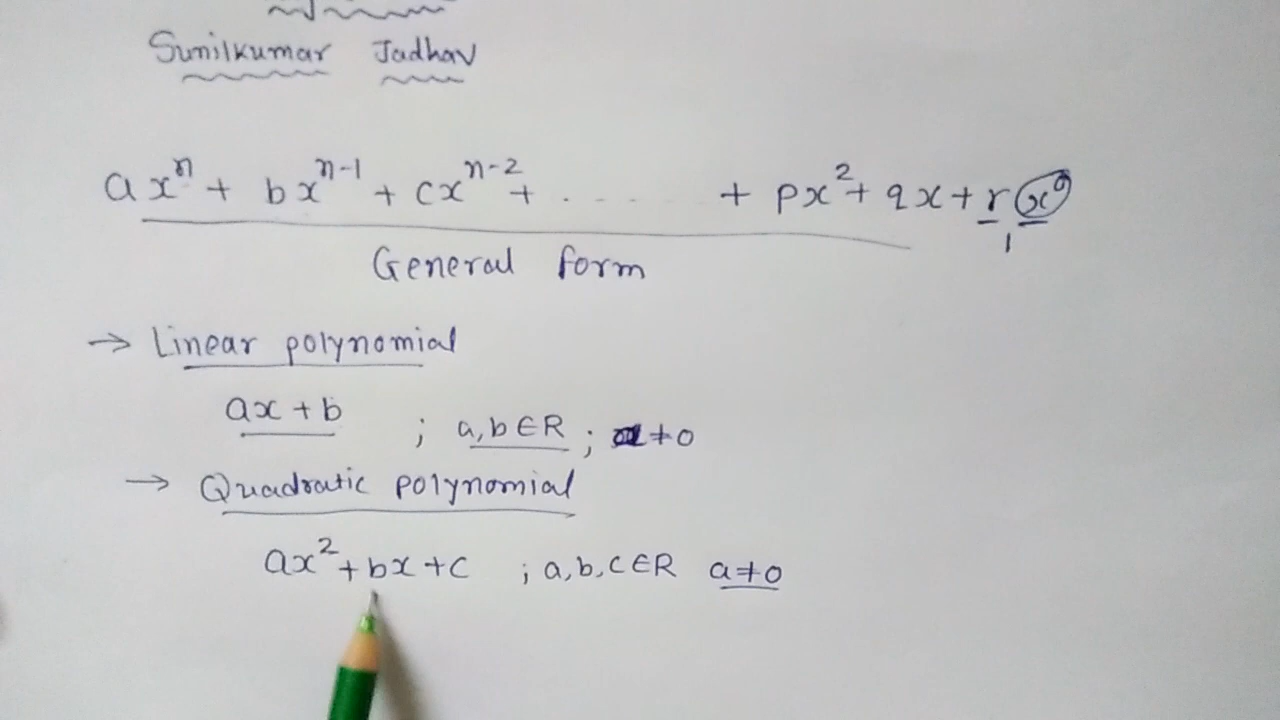 Sunilkumar Jadhav
ax^n + bx^{n-1} + cx^{n-2} + . . . . . + px^2 + qx + r x^0
1
General form
→ Linear polynomial
ax + b ; a,b ∈ R ; a ≠ 0
→ Quadratic polynomial
ax^2 + bx + c ; a, b, c ∈ R a ≠ 0